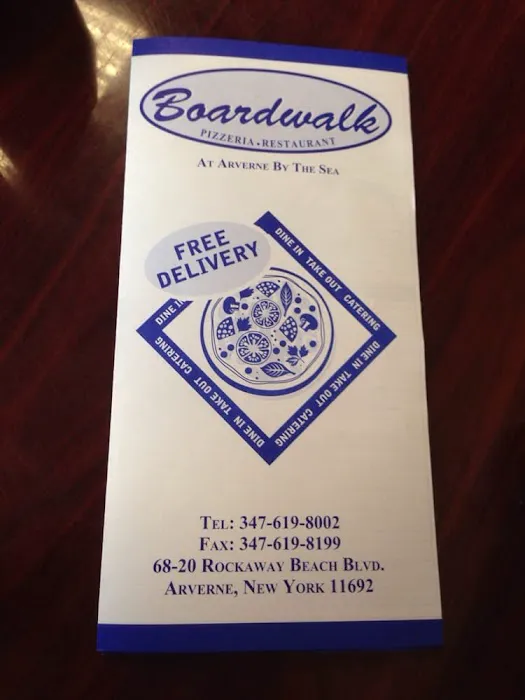 Boardwalk
PIZZERIA • RESTAURANT
AT ARVERNE BY THE SEA
FREE
DELIVERY
DINE IN TAKE OUT CATERING
DINE IN TAKE OUT CATERING
DINE IN TAKE OUT CATERING
DINE I
TEL: 347-619-8002
FAX: 347-619-8199
68-20 ROCKAWAY BEACH BLVD.
ARVERNE, NEW YORK 11692